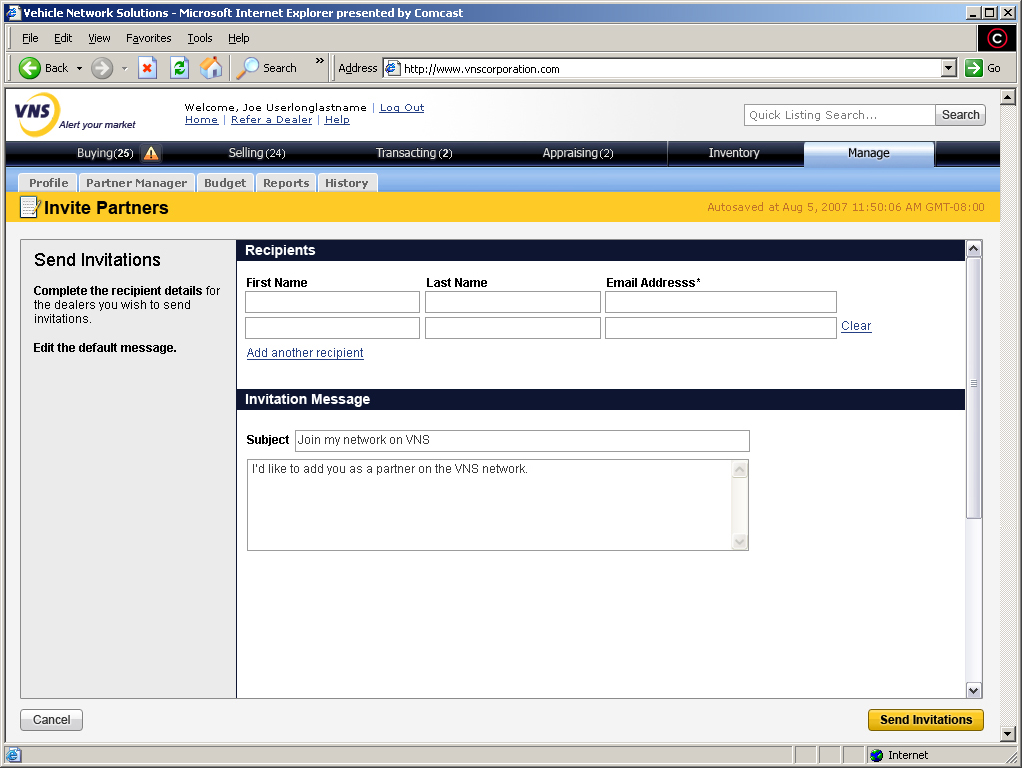 Vehicle Network Solutions - Microsoft Internet Explorer presented by Comcast
File Edit View Favorites Tools Help
Back Search » Address http://www.vnscorporation.com Go
VNS Alert your market
Welcome, Joe Userlonglastname | Log Out
Home | Refer a Dealer | Help
Quick Listing Search... Search
Buying(25) Selling (24) Transacting (2) Appraising(2) Inventory Manage
Profile Partner Manager Budget Reports History
Invite Partners Autosaved at Aug 5, 2007 11:50:06 AM GMT-08:00
Send Invitations
Complete the recipient details for
the dealers you wish to send
invitations.
Edit the default message.
Recipients
First Name Last Name Email Addresss*
Clear
Add another recipient
Invitation Message
Subject Join my network on VNS
I'd like to add you as a partner on the VNS network.
Cancel Send Invitations
Internet